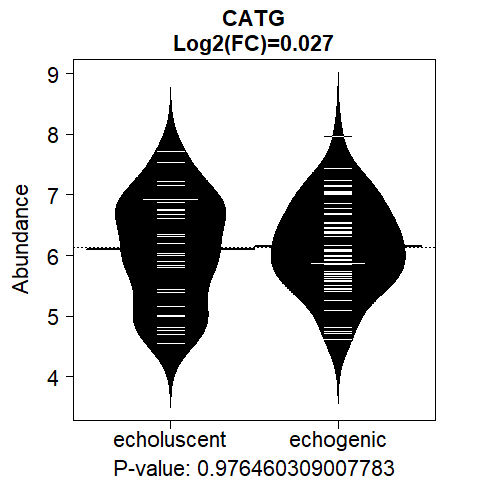 CATG
Log2(FC)=0.027
Abundance
9
8
7
6
5
4
echoluscent echogenic
P-value: 0.976460309007783